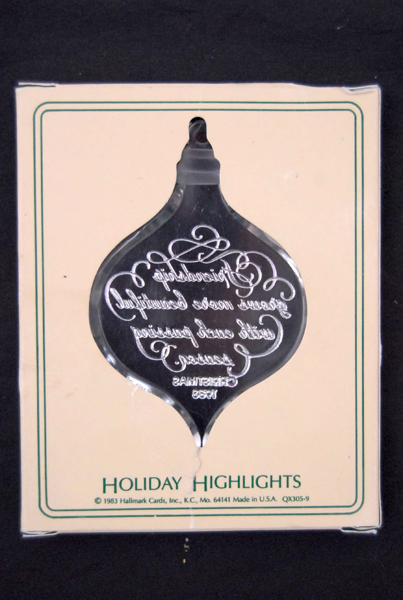 Friendship
grows more beautiful
with each passing
season.
CHRISTMAS
1983
HOLIDAY HIGHLIGHTS
© 1983 Hallmark Cards, Inc., K.C., Mo. 64141 Made in U.S.A. QX305-9